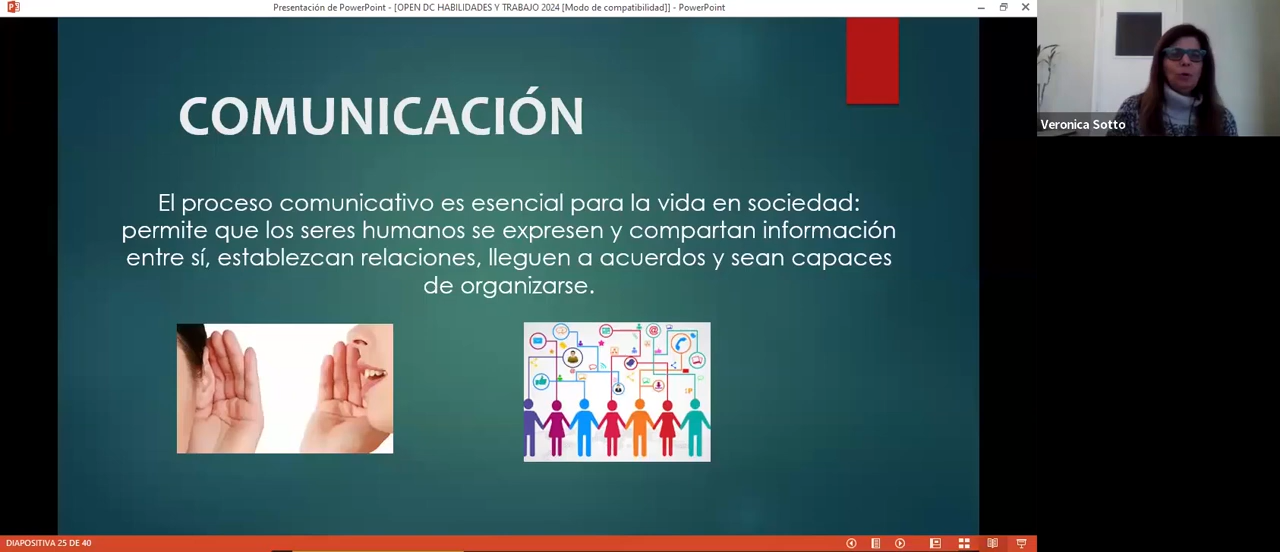 Presentación de PowerPoint - [OPEN DC HABILIDADES Y TRABAJO 2024 [Modo de compatibilidad]] - PowerPoint
COMUNICACIÓN
El proceso comunicativo es esencial para la vida en sociedad:
permite que los seres humanos se expresen y compartan información
entre sí, establezcan relaciones, lleguen a acuerdos y sean capaces
de organizarse.
Veronica Sotto
DIAPOSITIVA 25 DE 40